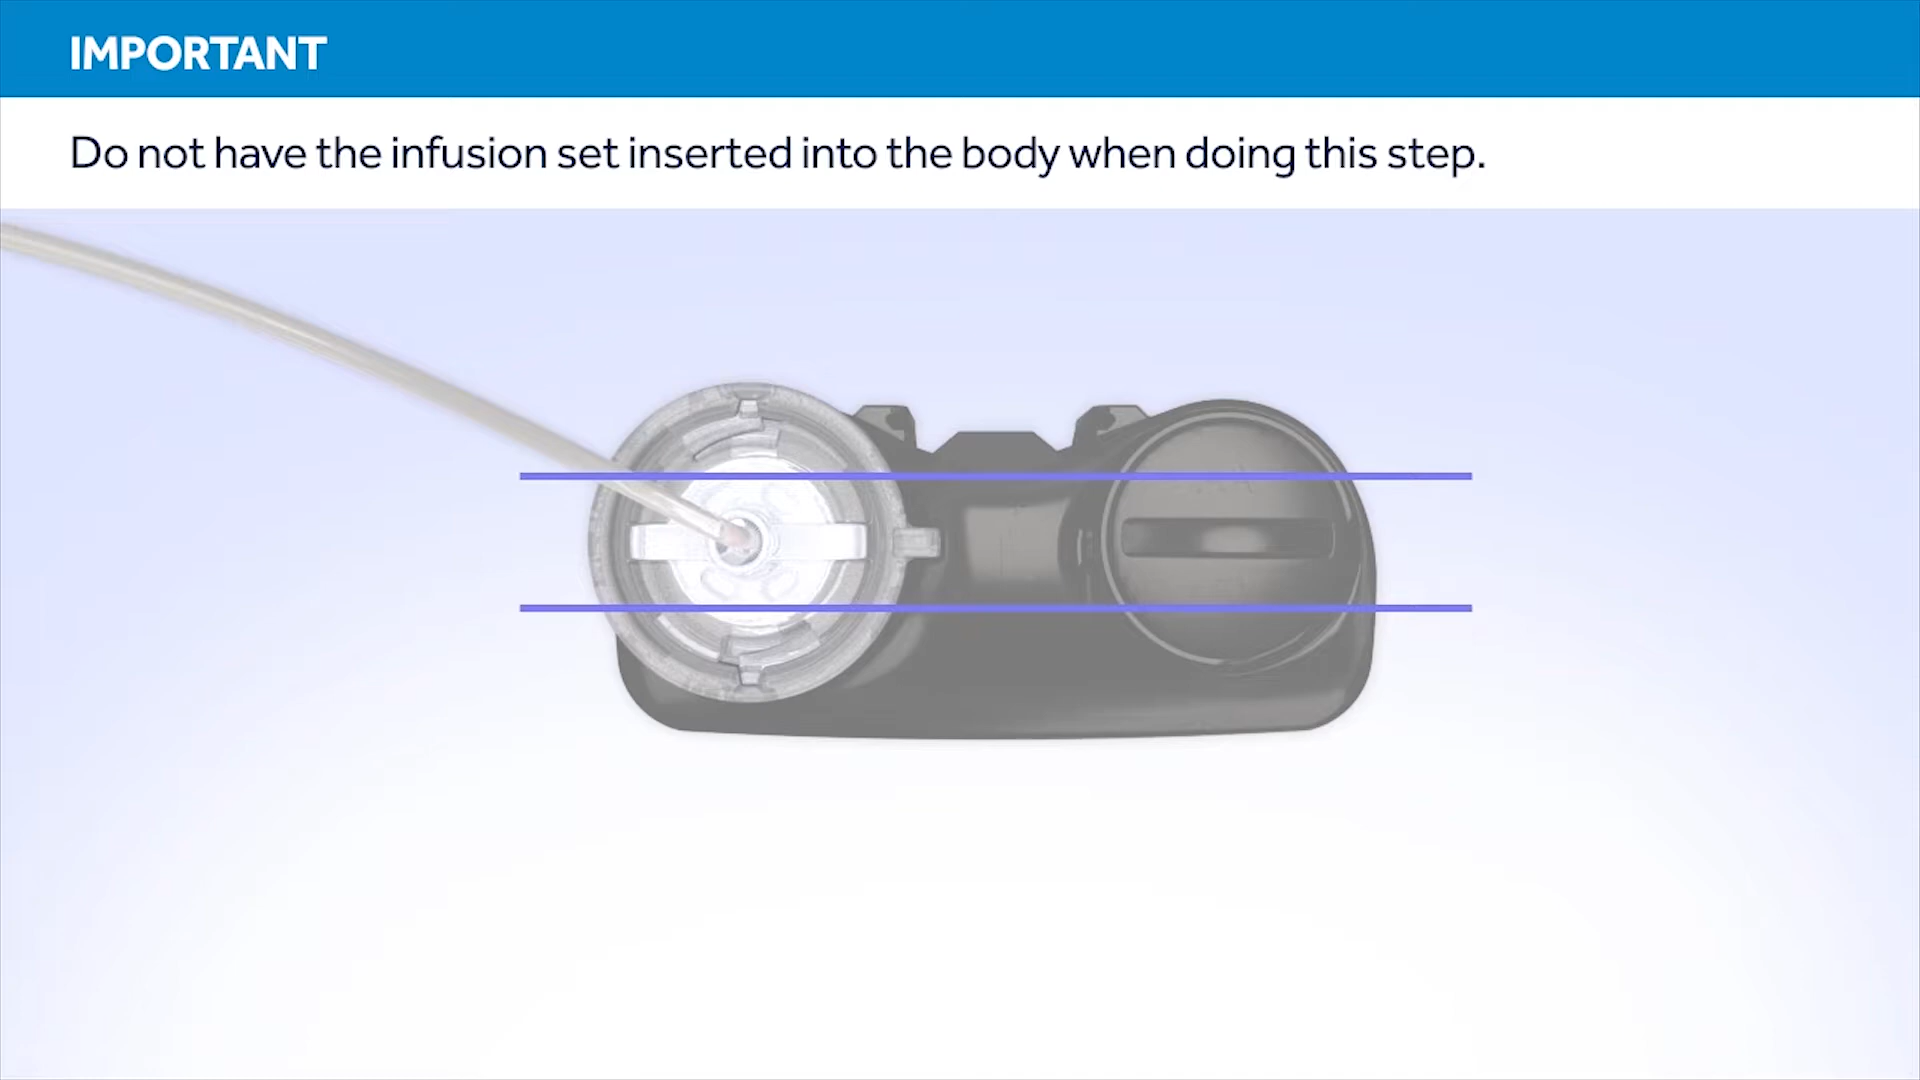 IMPORTANT
Do not have the infusion set inserted into the body when doing this step.